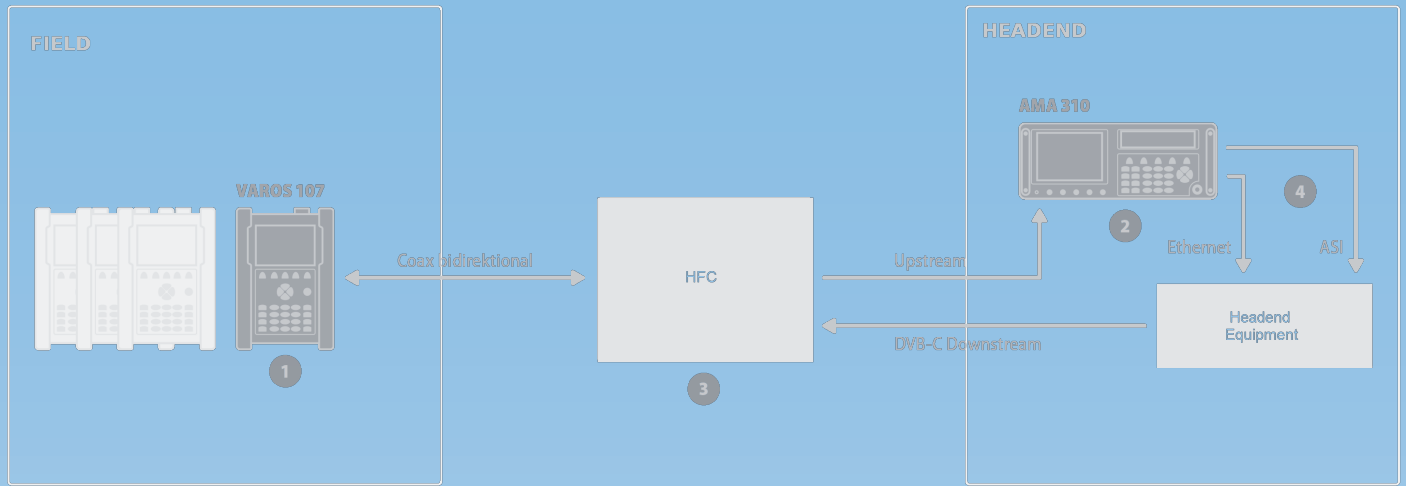 FIELD
HEADEND
AMA 310
VAROS 107
4
2
Ethernet
ASI
Coax bidirektional
Upstream
HFC
Headend
Equipment
DVB-C Downstream
1
3